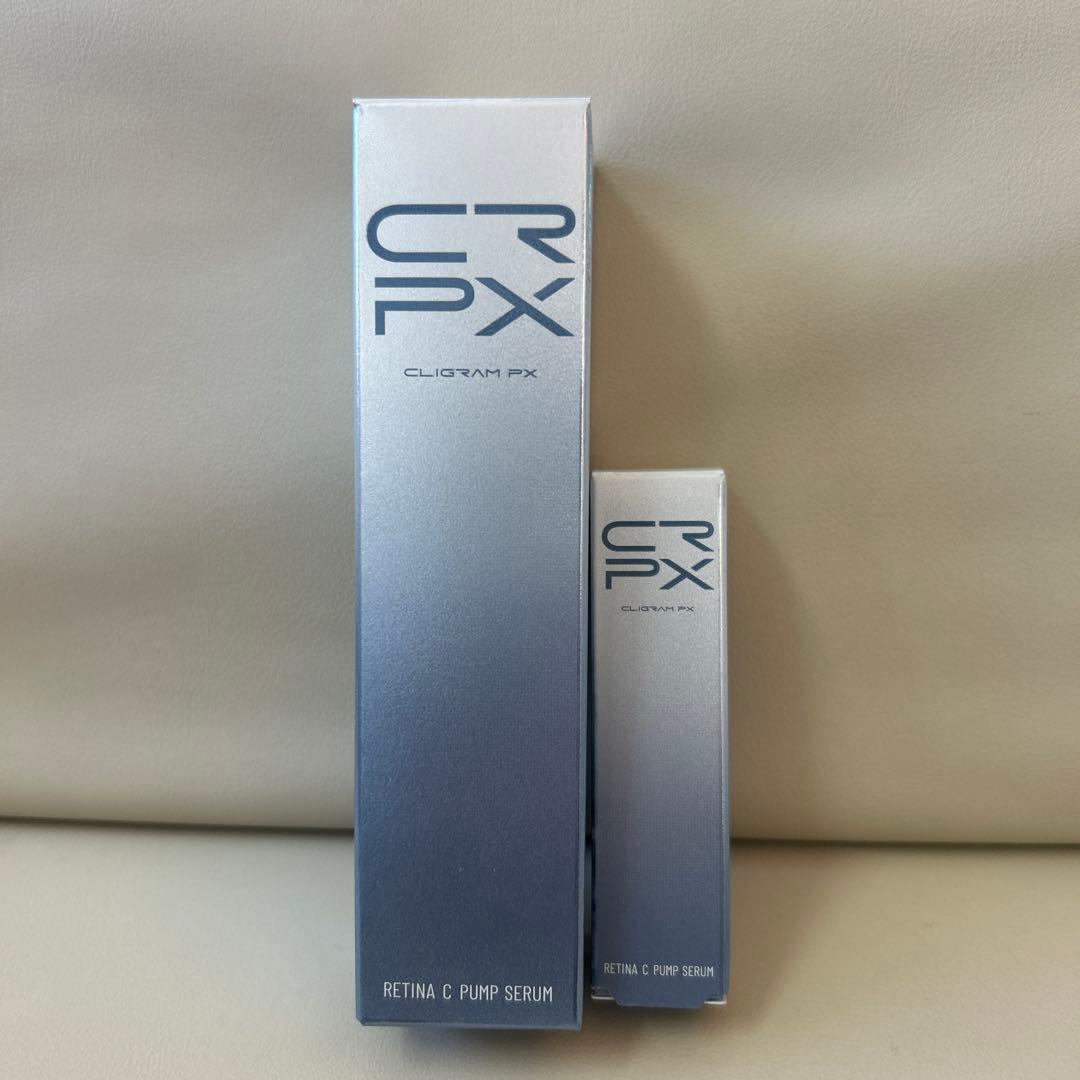 CR
PX
CLIGRAM PX
RETINA C PUMP SERUM
CR
PX
CLIGRAM PX
RETINA C PUMP SERUM